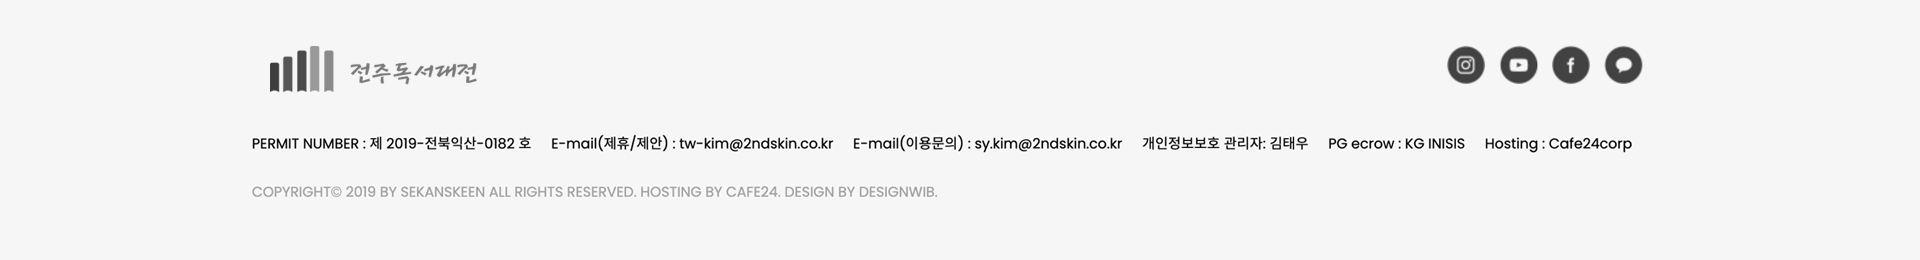 전주독서대전
PERMIT NUMBER : 제 2019-전북익산-0182 호 E-mail(제휴/제안) : tw-kim@2ndskin.co.kr E-mail(이용문의) : sy.kim@2ndskin.co.kr 개인정보보호 관리자: 김태우 PG ecrow : KG INISIS Hosting : Cafe24corp
COPYRIGHT© 2019 BY SEKANSKEEN ALL RIGHTS RESERVED. HOSTING BY CAFE24. DESIGN BY DESIGNWIB.